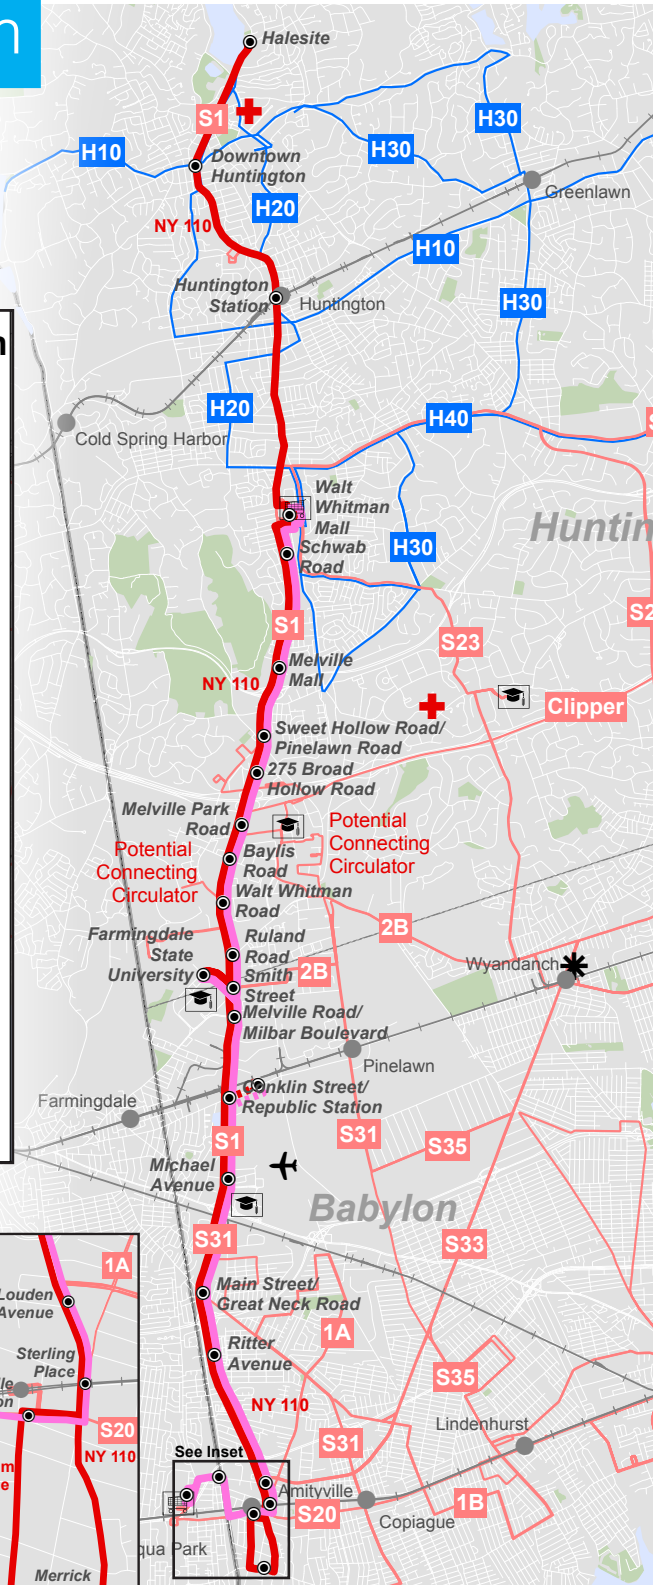 Halesite
S1
H30
H10
H30
Downtown
Huntington
Greenlawn
H20
NY 110
H10
Huntington
Station
Huntington
H30
H20
H40
Cold Spring Harbor
Walt
Whitman
Mall
Schwab
Road
H30
S1
S23
Melville
Mall
NY 110
Clipper
Sweet Hollow Road/
Pinelawn Road
275 Broad
Hollow Road
Melville Park
Road
Potential
Connecting
Circulator
Potential
Connecting
Circulator
Baylis
Road
Walt Whitman
Road
2B
Farmingdale
State
University
Ruland
Road
Smith
Street
2B
Wyandanch
Melville Road/
Milbar Boulevard
Pinelawn
Conklin Street/
Republic Station
Farmingdale
S1
S31
S35
Michael
Avenue
Babylon
S31
S33
Main Street/
Great Neck Road
1A
Ritter
Avenue
S35
NY 110
S31
Lindenhurst
See Inset
Amityville
S20
1B
Copiague
Park
1A
Louden
Avenue
Sterling
Place
S20
NY 110
Merrick